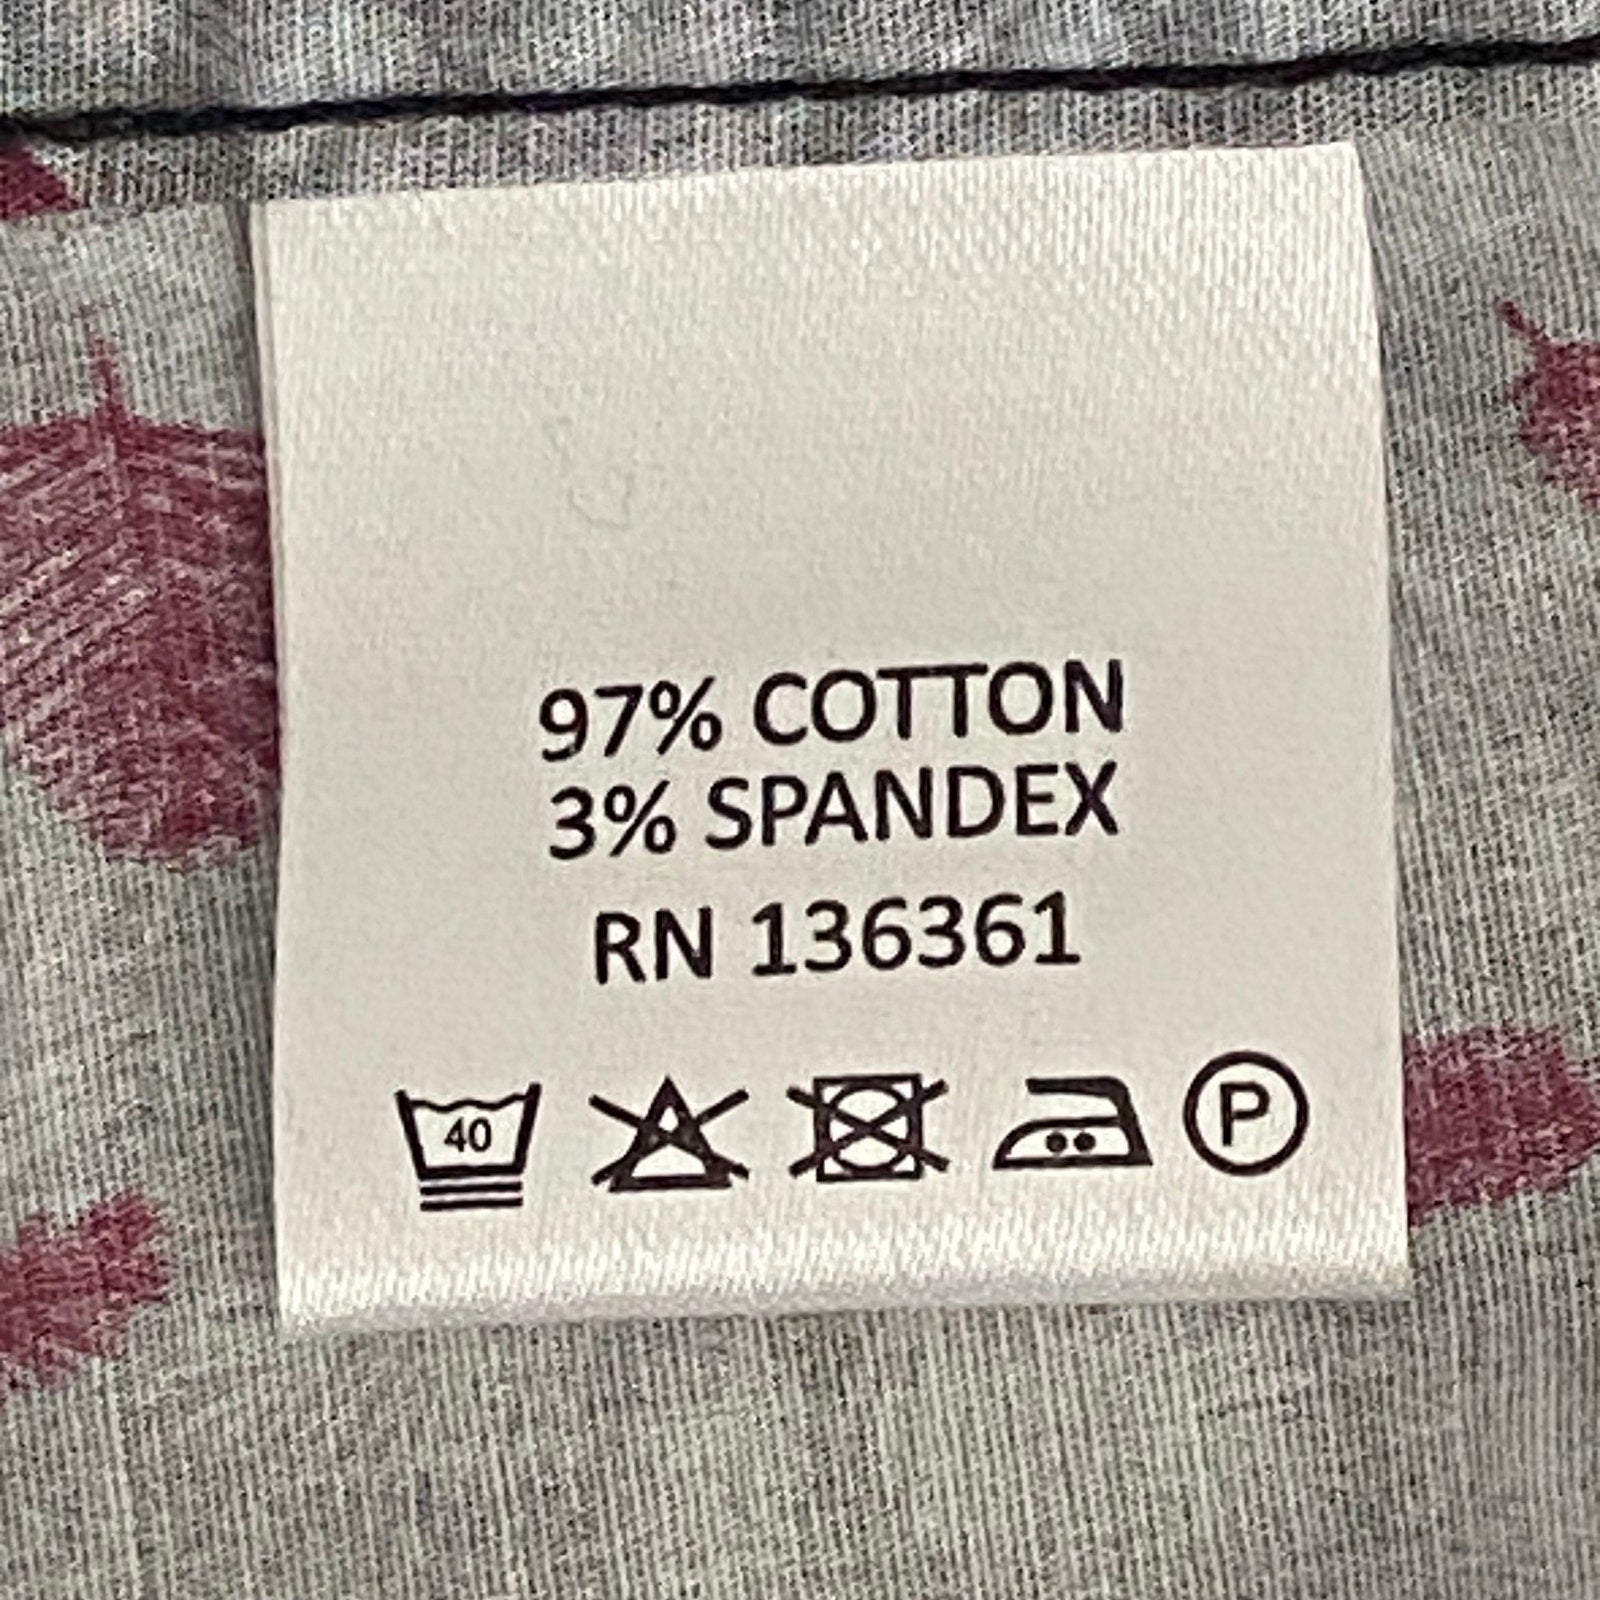 97% COTTON
3% SPANDEX
RN 136361
40 P